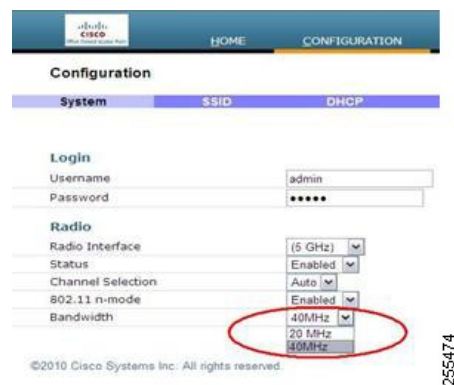 CISCO
HOME CONFIGURATION
Configuration
System SSID DHCP
Login
Username admin
Password •••••
Radio
Radio Interface (5 GHz)
Status Enabled
Channel Selection Auto
802.11 n-mode Enabled
Bandwidth 40MHz
20 MHz
40MHz
©2010 Cisco Systems Inc. All rights reserved.
255474